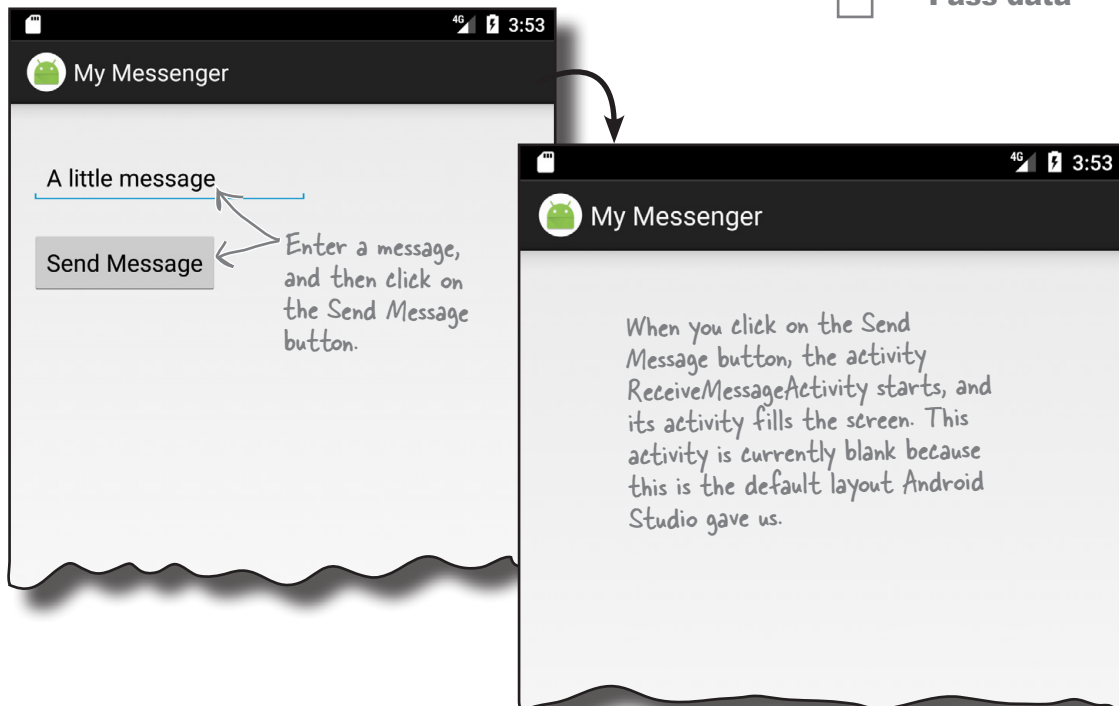 Pass data
4G 3:53
My Messenger
A little message
Send Message
Enter a message,
and then click on
the Send Message
button.
4G 3:53
My Messenger
When you click on the Send
Message button, the activity
ReceiveMessageActivity starts, and
its activity fills the screen. This
activity is currently blank because
this is the default layout Android
Studio gave us.